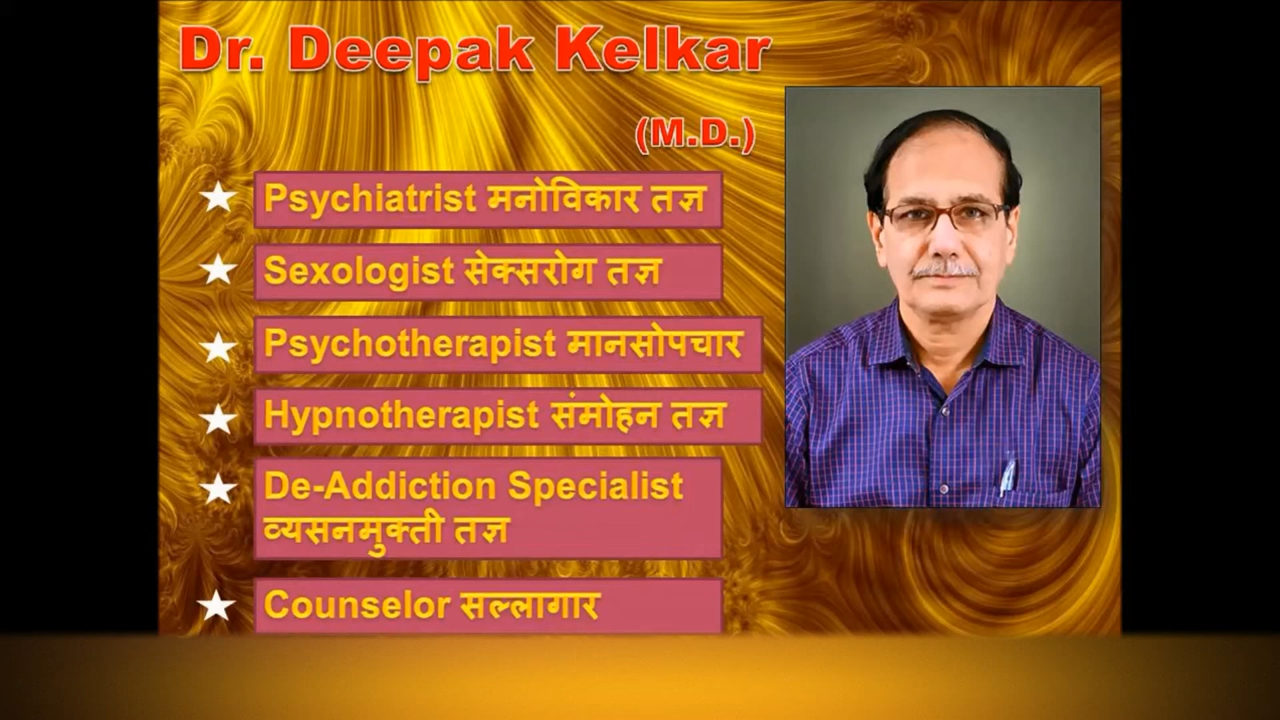 Dr. Deepak Kelkar
(M.D.)
Psychiatrist मनोविकार तज्ञ
Sexologist सेक्सरोग तज्ञ
Psychotherapist मानसोपचार
Hypnotherapist संमोहन तज्ञ
De-Addiction Specialist
व्यसनमुक्ती तज्ञ
Counselor सल्लागार